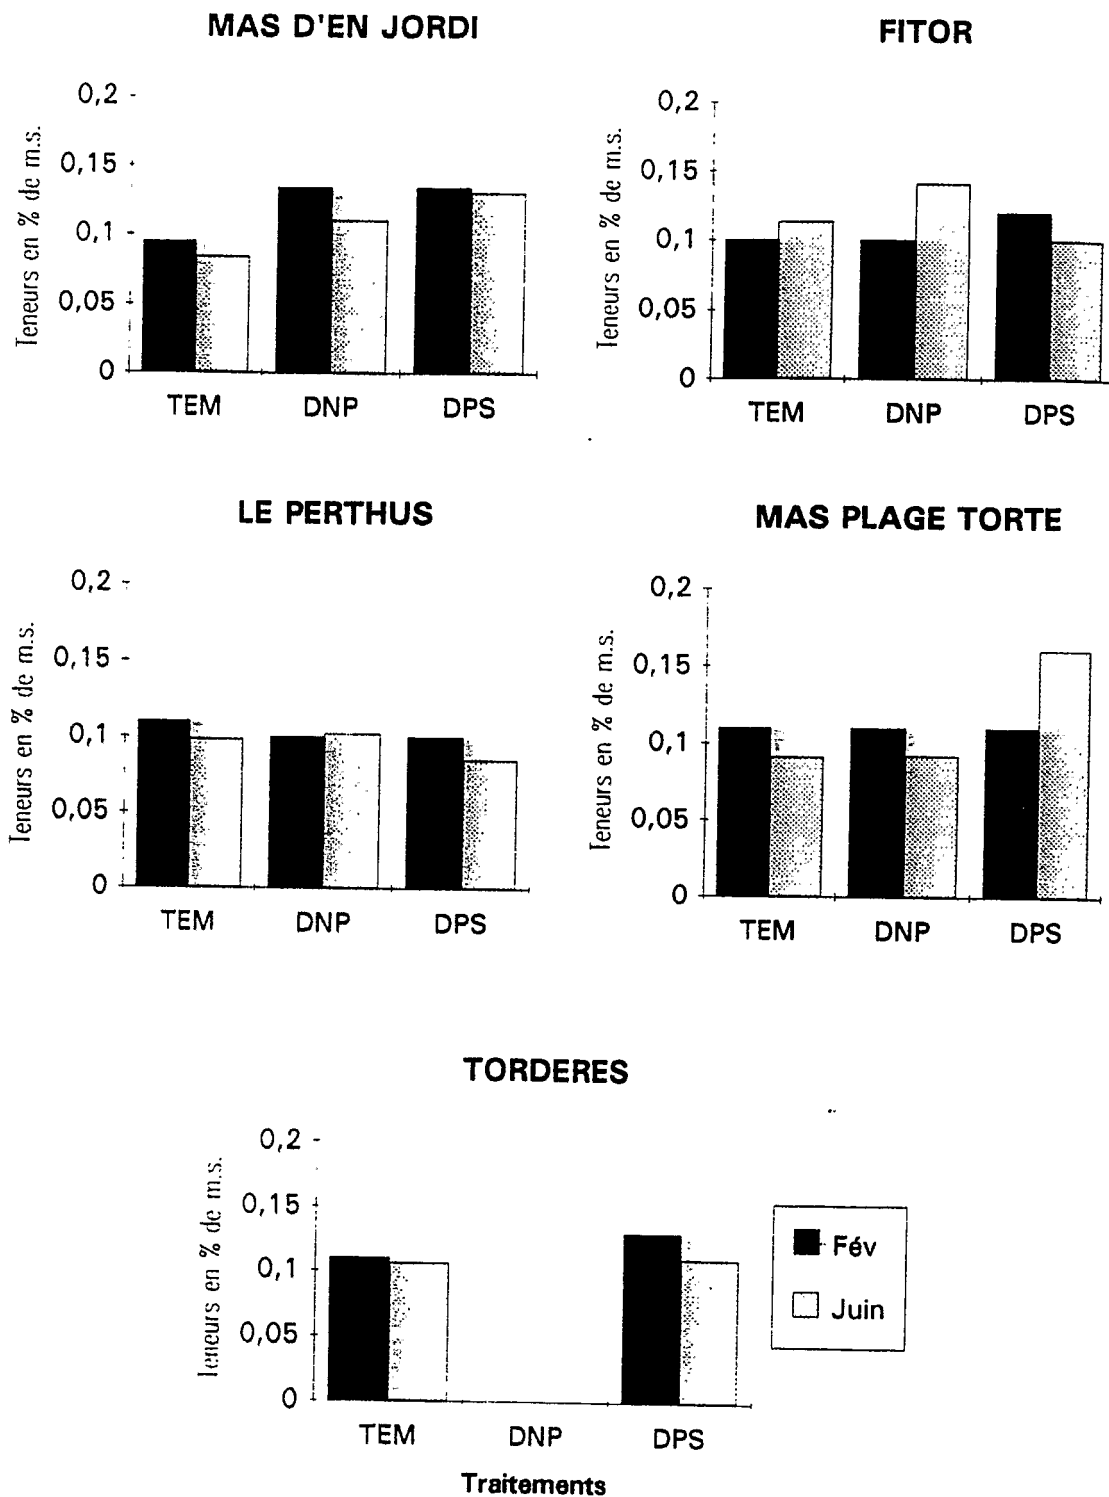 MAS D'EN JORDI
Teneurs en % de m.s.
0,2
0,15
0,1
0,05
0
TEM DNP DPS
FITOR
Teneurs en % de m.s.
0,2
0,15
0,1
0,05
0
TEM DNP DPS
LE PERTHUS
Teneurs en % de m.s.
0,2
0,15
0,1
0,05
0
TEM DNP DPS
MAS PLAGE TORTE
Teneurs en % de m.s.
0,2
0,15
0,1
0,05
0
TEM DNP DPS
TORDERES
Teneurs en % de m.s.
0,2
0,15
0,1
0,05
0
TEM DNP DPS
Traitements
Fév
Juin